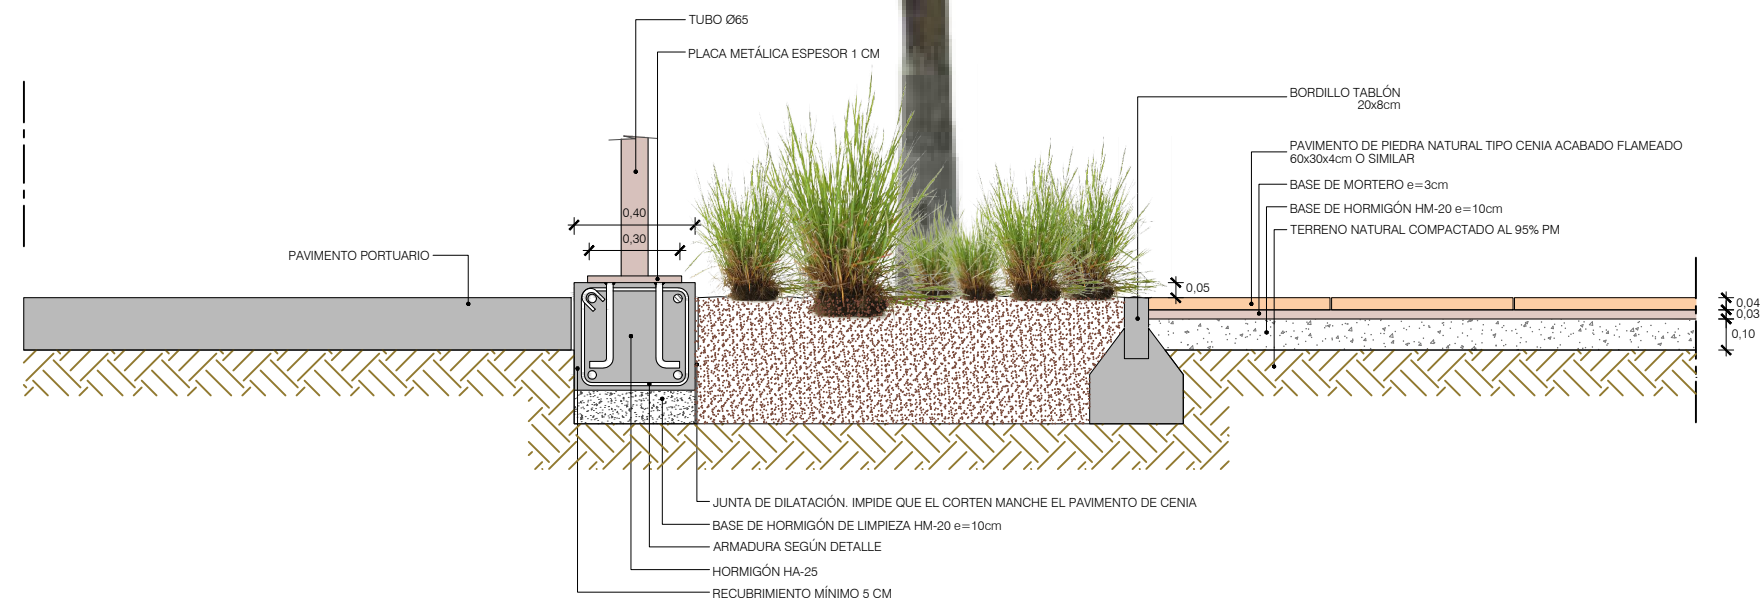 TUBO Ø65
PLACA METÁLICA ESPESOR 1 CM
BORDILLO TABLÓN
20x8cm
PAVIMENTO DE PIEDRA NATURAL TIPO CENIA ACABADO FLAMEADO
60x30x4cm O SIMILAR
BASE DE MORTERO e=3cm
BASE DE HORMIGÓN HM-20 e=10cm
TERRENO NATURAL COMPACTADO AL 95% PM
0,40
0,30
PAVIMENTO PORTUARIO
0,05
0,04
0,03
0,10
JUNTA DE DILATACIÓN. IMPIDE QUE EL CORTEN MANCHE EL PAVIMENTO DE CENIA
BASE DE HORMIGÓN DE LIMPIEZA HM-20 e=10cm
ARMADURA SEGÚN DETALLE
HORMIGÓN HA-25
RECUBRIMIENTO MÍNIMO 5 CM